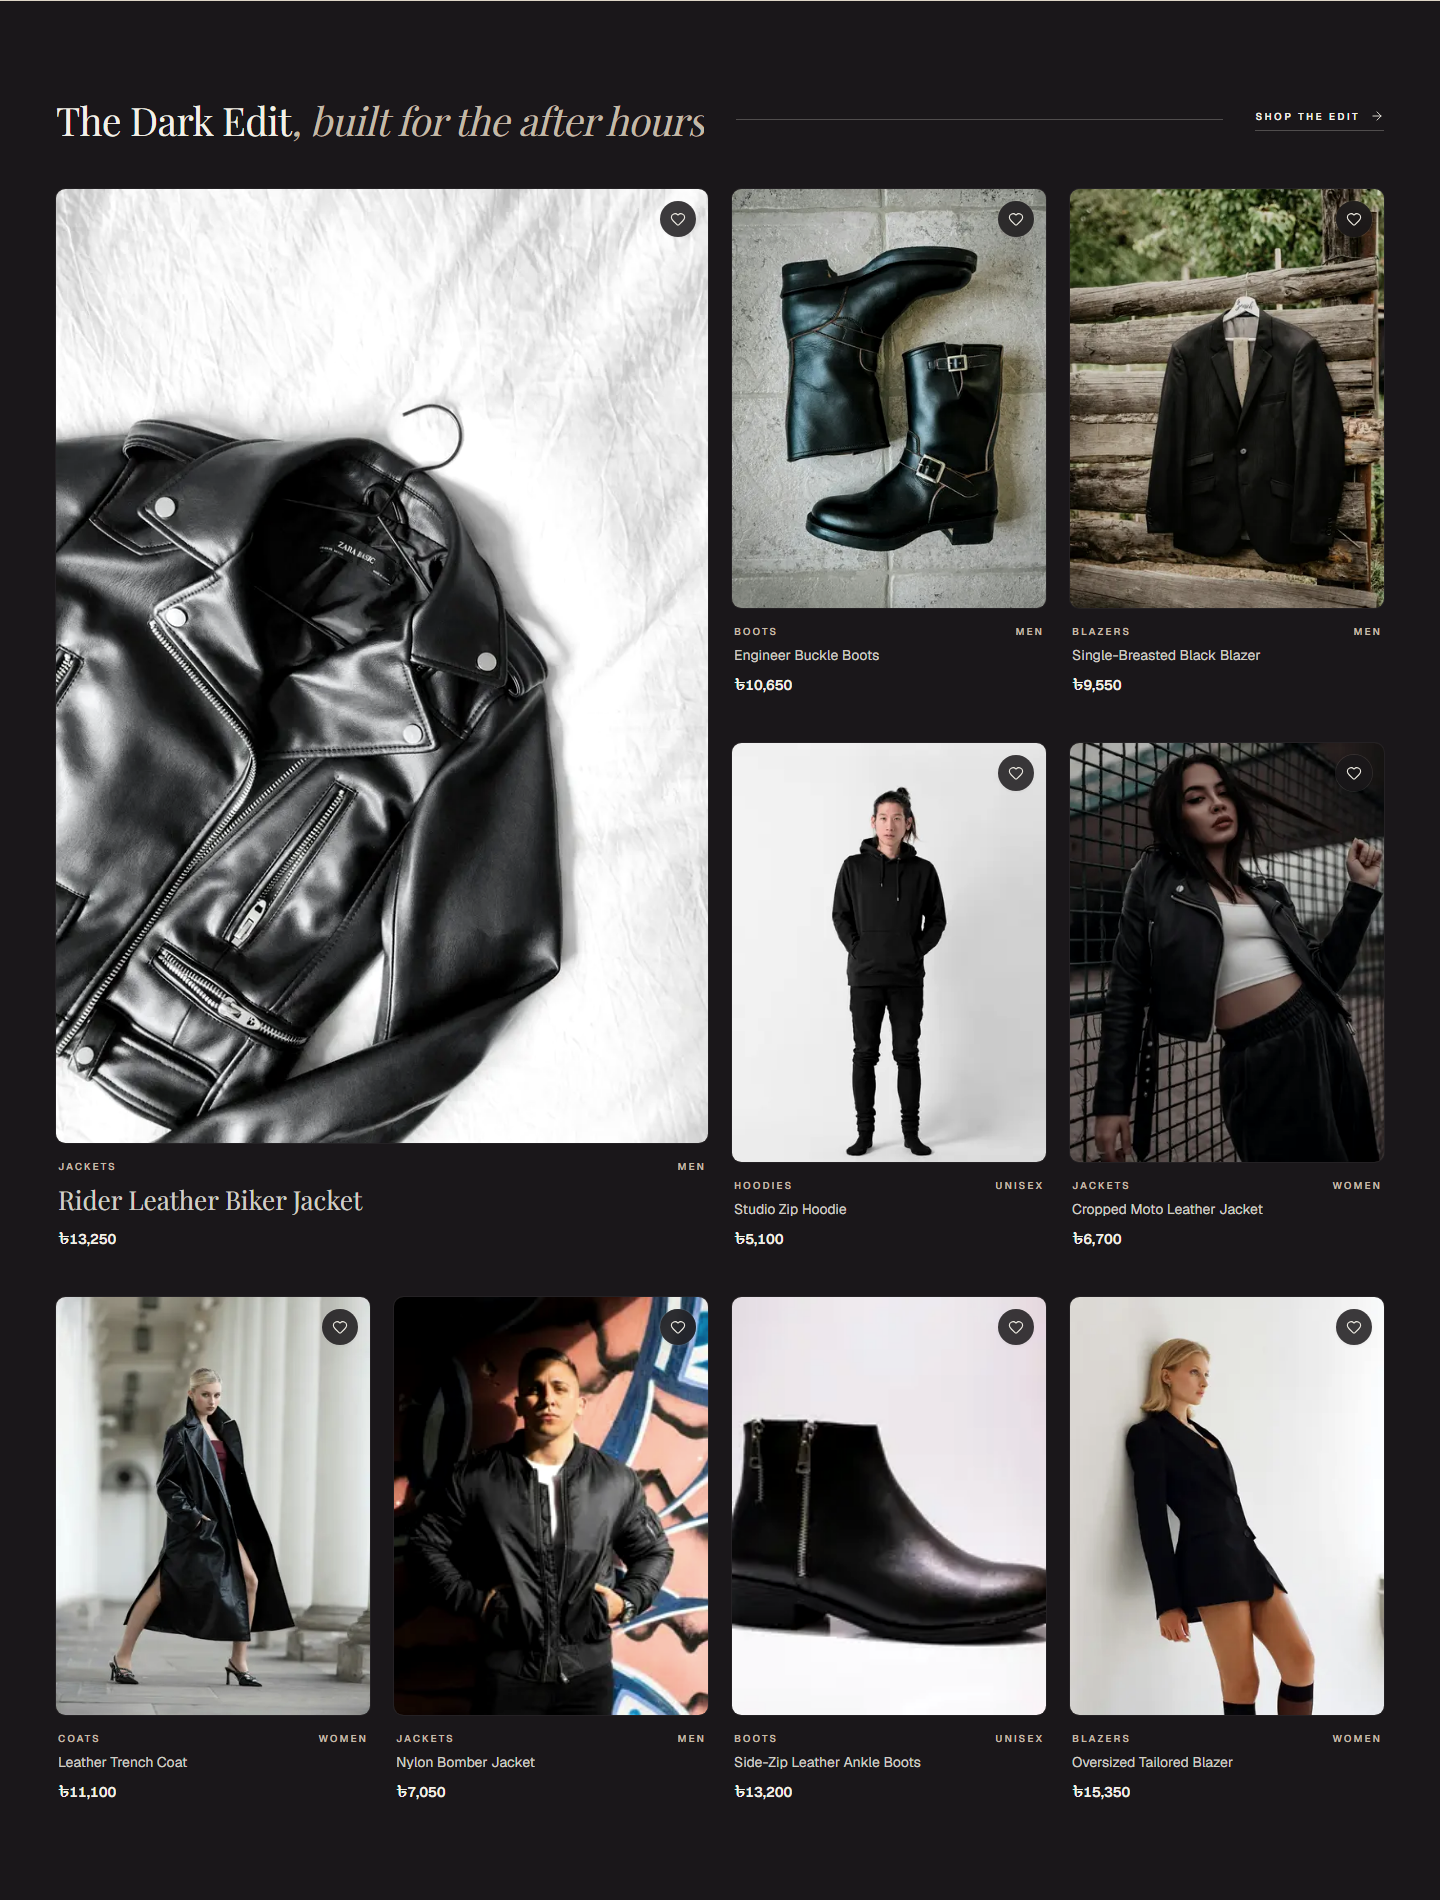 The Dark Edit, built for the after hours
SHOP THE EDIT →
ZARA BASIC
JACKETS MEN
Rider Leather Biker Jacket
৳13,250
BOOTS MEN
Engineer Buckle Boots
৳10,650
BLAZERS MEN
Single-Breasted Black Blazer
৳9,550
HOODIES UNISEX
Studio Zip Hoodie
৳5,100
JACKETS WOMEN
Cropped Moto Leather Jacket
৳6,700
COATS WOMEN
Leather Trench Coat
৳11,100
JACKETS MEN
Nylon Bomber Jacket
৳7,050
BOOTS UNISEX
Side-Zip Leather Ankle Boots
৳13,200
BLAZERS WOMEN
Oversized Tailored Blazer
৳15,350